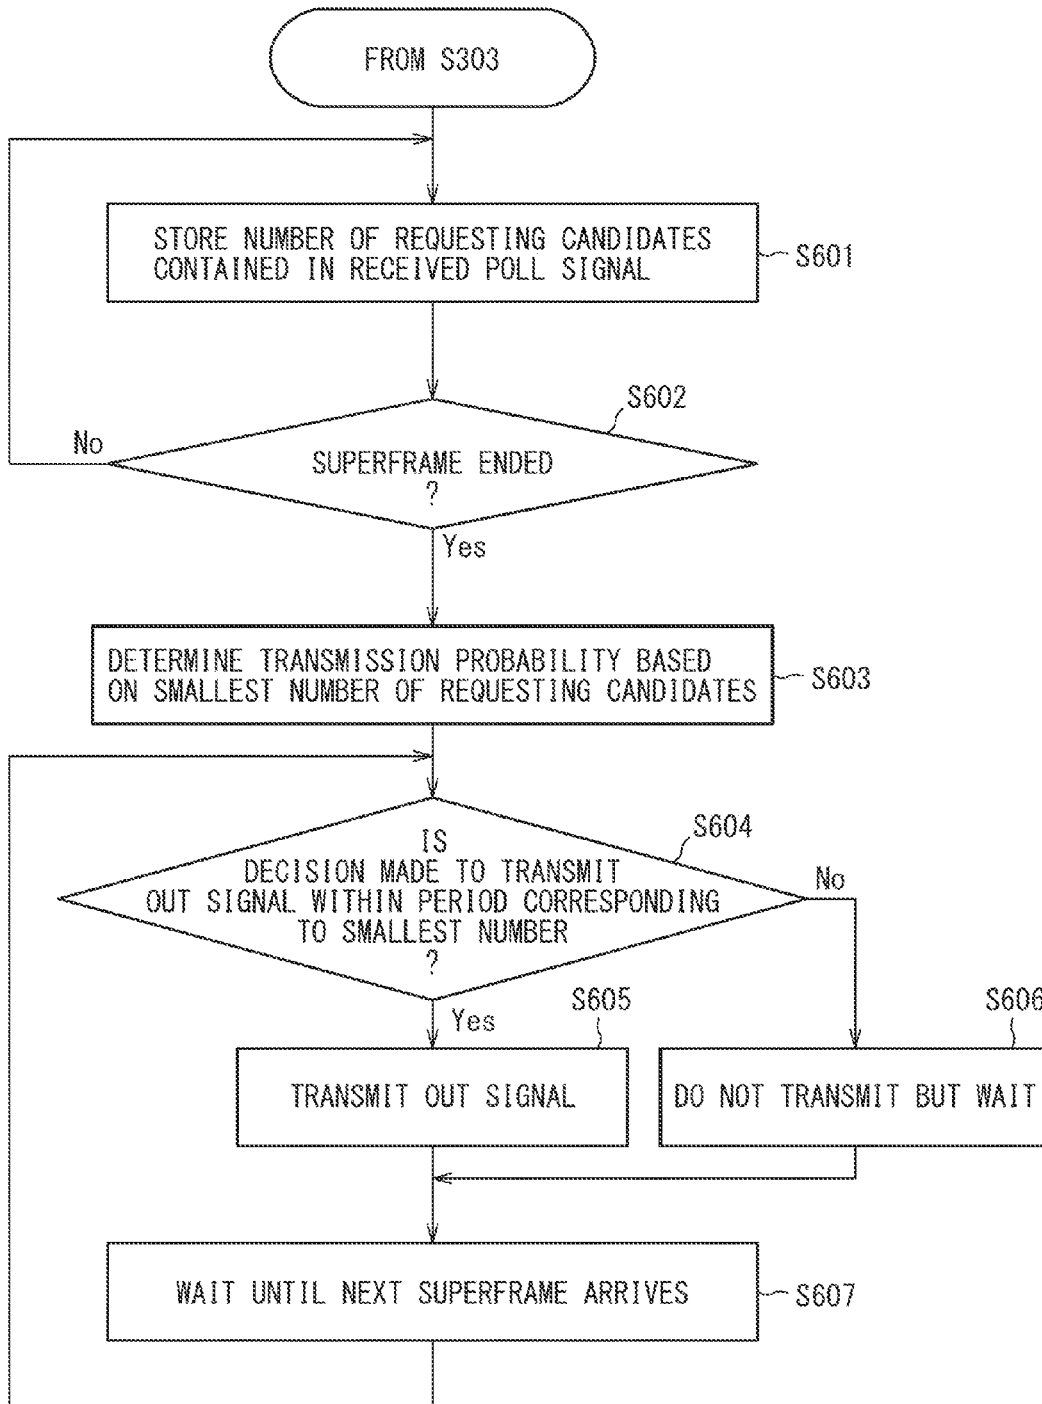 FROM S303
STORE NUMBER OF REQUESTING CANDIDATES
CONTAINED IN RECEIVED POLL SIGNAL
S601
S602
No
SUPERFRAME ENDED
?
Yes
DETERMINE TRANSMISSION PROBABILITY BASED
ON SMALLEST NUMBER OF REQUESTING CANDIDATES
S603
S604
IS
DECISION MADE TO TRANSMIT
OUT SIGNAL WITHIN PERIOD CORRESPONDING
TO SMALLEST NUMBER
?
No
Yes
S605
S606
TRANSMIT OUT SIGNAL
DO NOT TRANSMIT BUT WAIT
WAIT UNTIL NEXT SUPERFRAME ARRIVES
S607